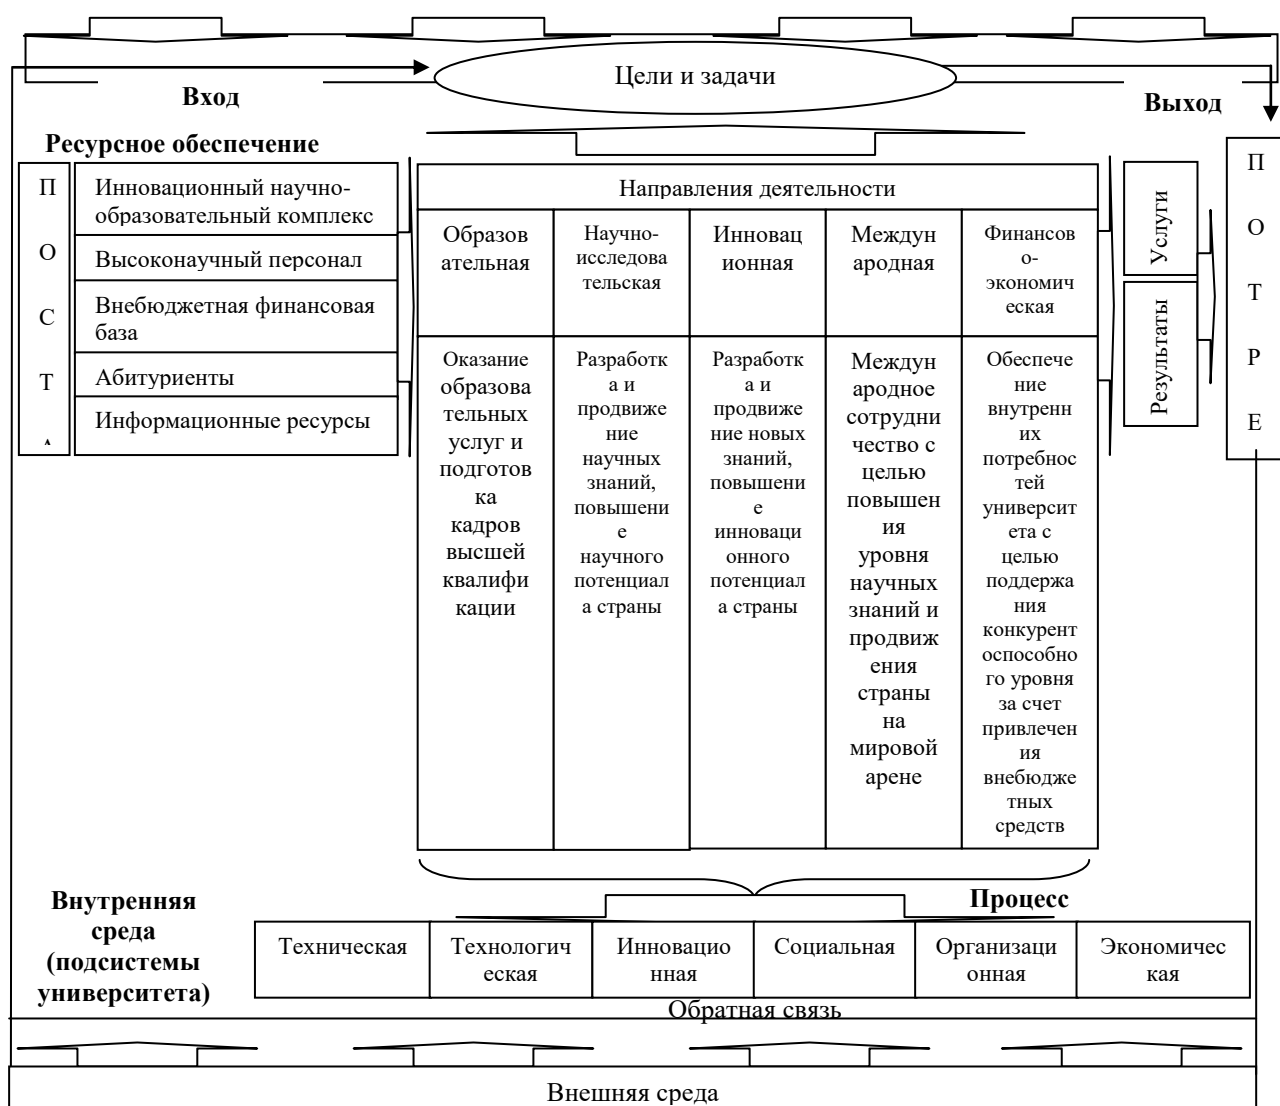 Цели и задачи
Вход
Выход
Ресурсное обеспечение
П
О
С
Т
Инновационный научно-
образовательный комплекс
Высоконаучный персонал
Внебюджетная финансовая
база
Абитуриенты
Информационные ресурсы
Направления деятельности
Образов
ательная
Научно-
исследова
тельская
Инновац
ионная
Междун
ародная
Финансов
о-
экономич
еская
Оказание
образова
тельных
услуг и
подготов
ка
кадров
высшей
квалифи
кации
Разработк
а и
продвиже
ние
научных
знаний,
повышени
е
научного
потенциал
а страны
Разработк
а и
продвиже
ние новых
знаний,
повышение
е
инноваци
онного
потенциал
а страны
Междун
ародное
сотрудни
чество с
целью
повышен
ия
уровня
научных
знаний и
продвиж
ения
страны
на
мировой
арене
Обеспече
ние
внутренн
их
потребнос
тей
университ
ета с
целью
поддержа
ния
конкурент
оспособно
го уровня
за счет
привлечен
ия
внебюдже
тных
средств
Услуги
Результаты
П
О
Т
Р
Е
Процесс
Внутренняя
среда
(подсистемы
университета)
Техническая
Технологич
еская
Инновацио
нная
Социальная
Организаци
онная
Экономичес
кая
Обратная связь
Внешняя среда